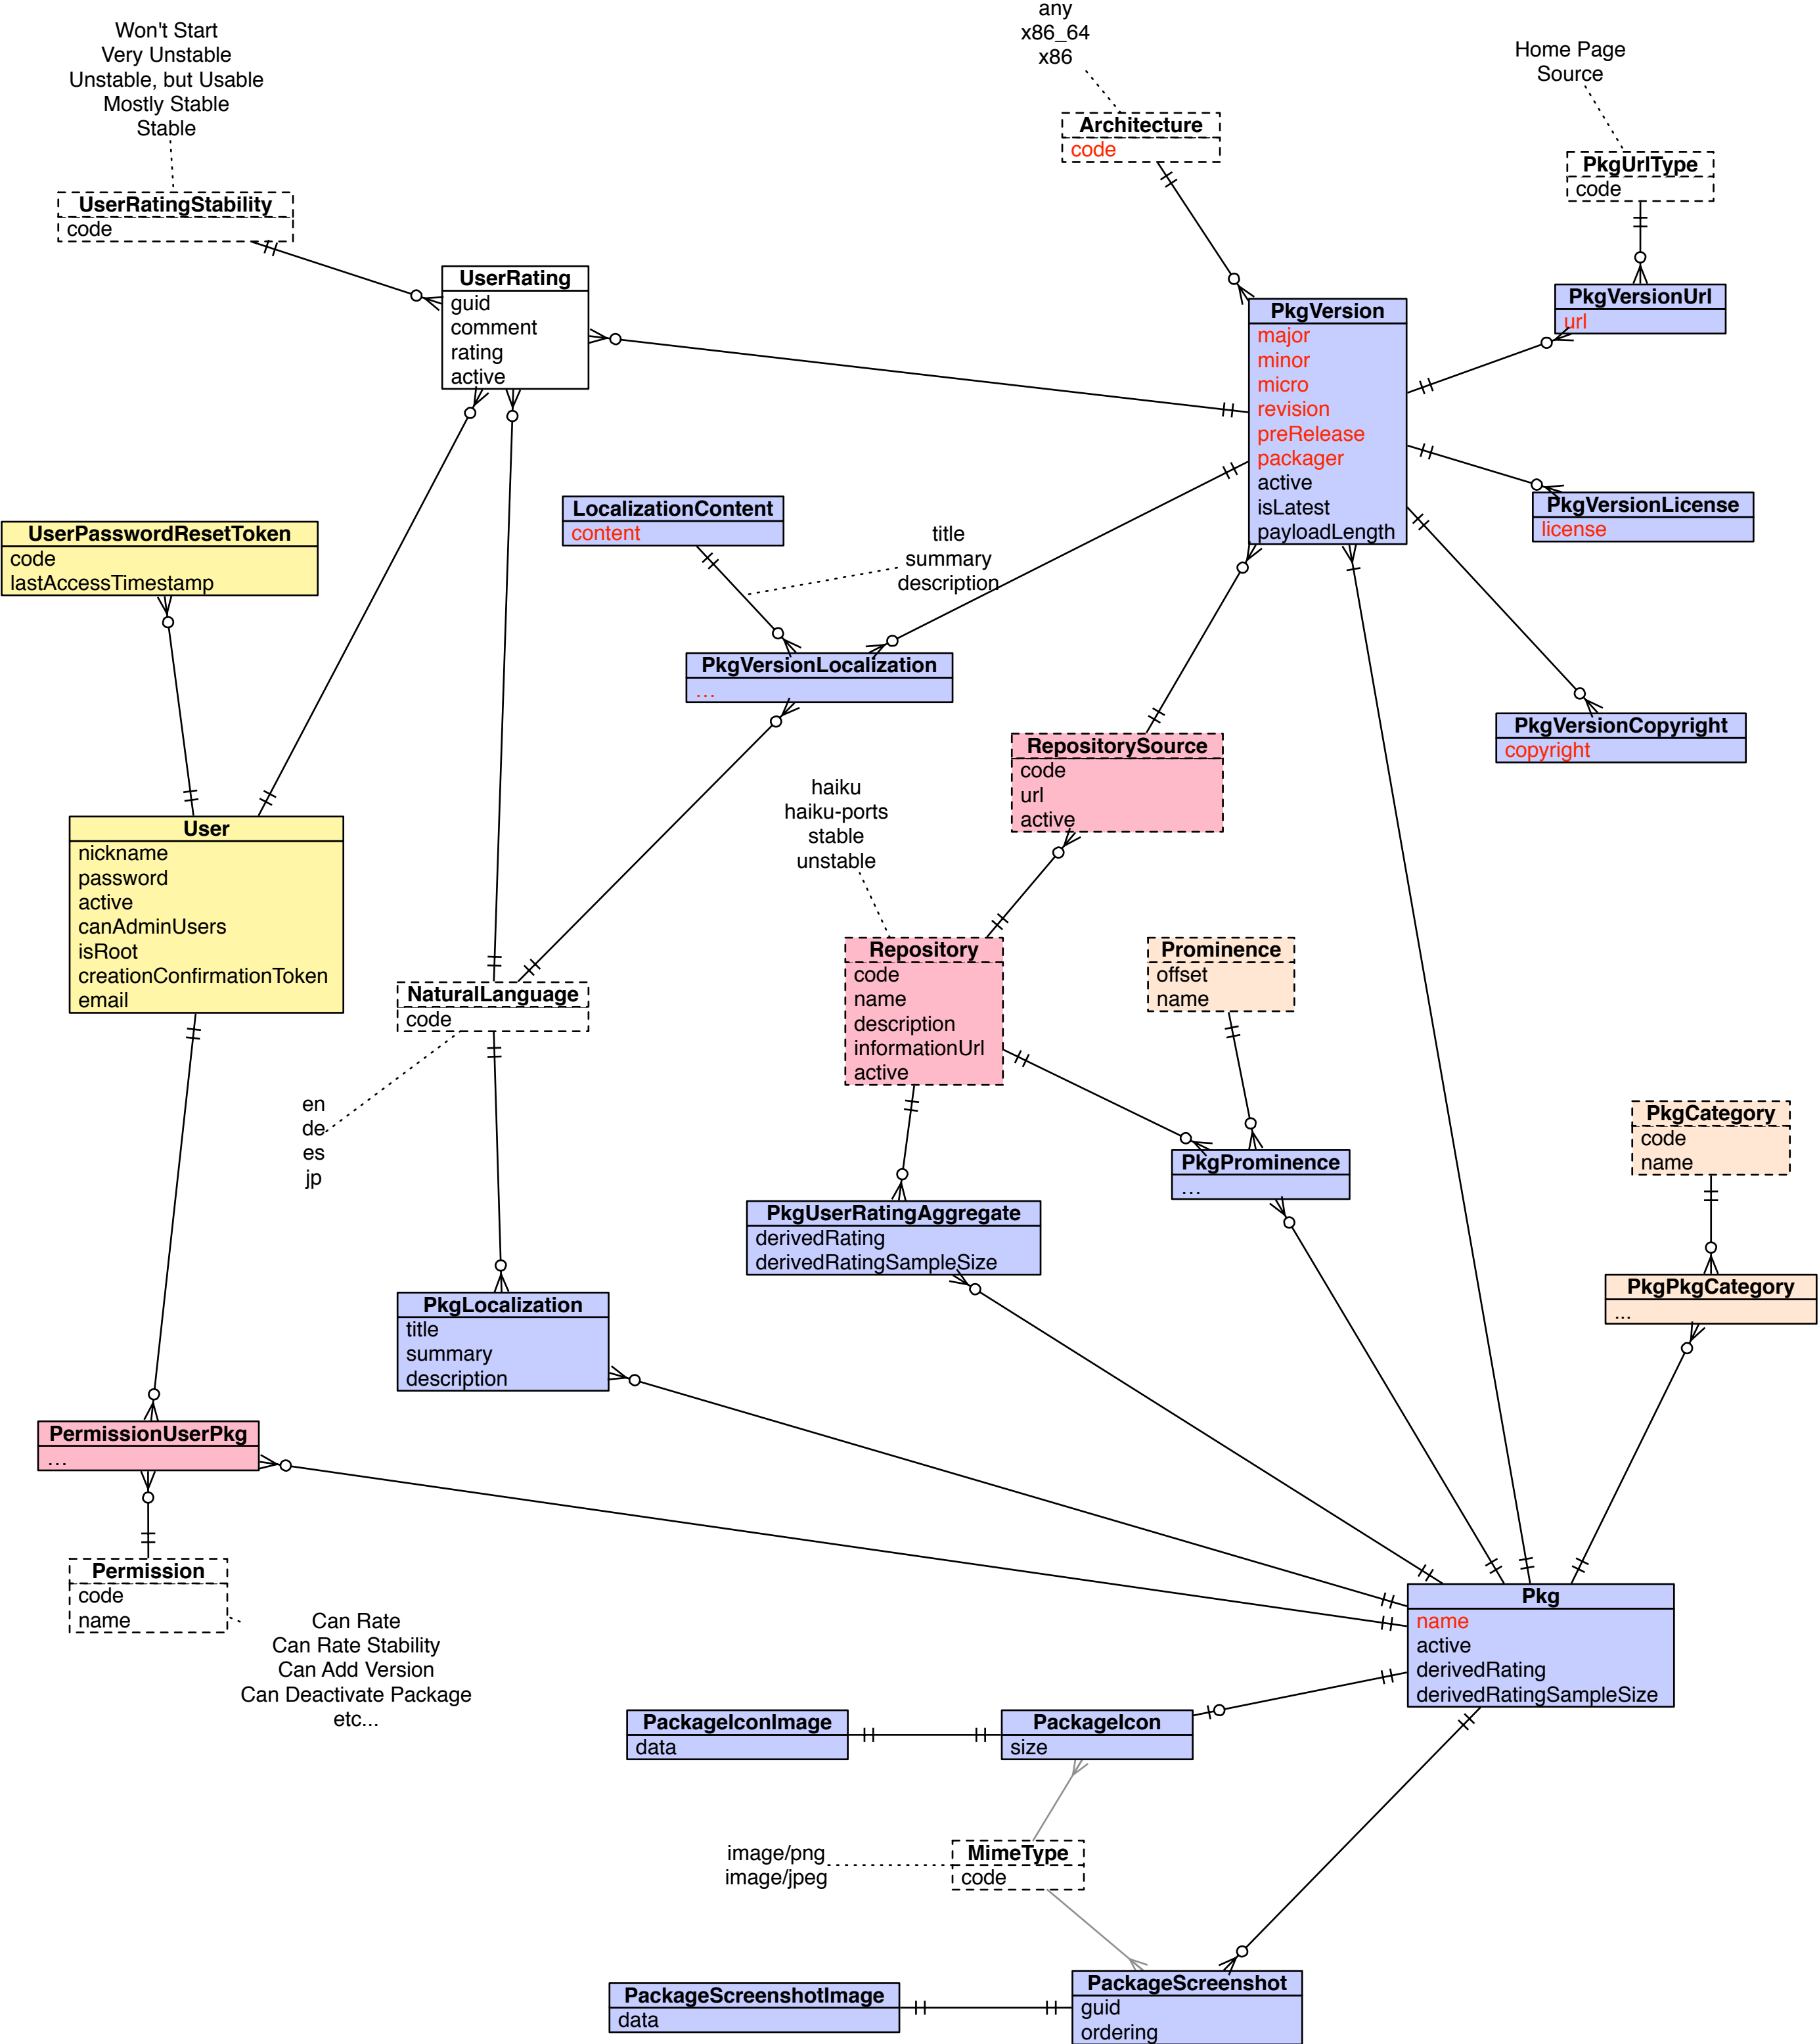 Won't Start
Very Unstable
Unstable, but Usable
Mostly Stable
Stable
any
x86_64
x86
Home Page
Source
Architecture
code
PkgUrlType
code
UserRatingStability
code
UserRating
guid
comment
rating
active
PkgVersion
major
minor
micro
revision
preRelease
packager
active
isLatest
payloadLength
PkgVersionUrl
url
PkgVersionLicense
license
LocalizationContent
content
title
summary
description
UserPasswordResetToken
code
lastAccessTimestamp
PkgVersionLocalization
...
PkgVersionCopyright
copyright
RepositorySource
code
url
active
haiku
haiku-ports
stable
unstable
User
nickname
password
active
canAdminUsers
isRoot
creationConfirmationToken
email
Repository
code
name
description
informationUrl
active
Prominence
offset
name
NaturalLanguage
code
en
de
es
jp
PkgCategory
code
name
PkgProminence
...
PkgUserRatingAggregate
derivedRating
derivedRatingSampleSize
PkgPkgCategory
...
PkgLocalization
title
summary
description
PermissionUserPkg
...
Permission
code
name
Can Rate
Can Rate Stability
Can Add Version
Can Deactivate Package
etc...
Pkg
name
active
derivedRating
derivedRatingSampleSize
PackageIconImage
data
PackageIcon
size
image/png
image/jpeg
MimeType
code
PackageScreenshotImage
data
PackageScreenshot
guid
ordering